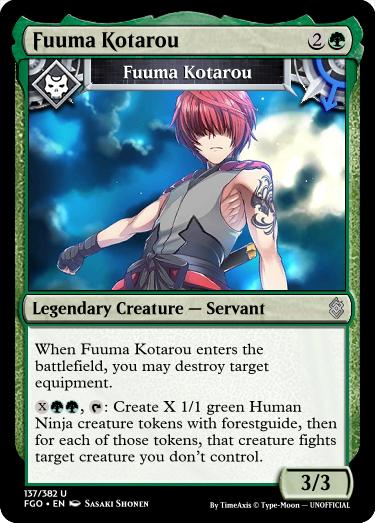 Fuuma Kotarou 2
Fuuma Kotarou
Legendary Creature — Servant
When Fuuma Kotarou enters the
battlefield, you may destroy target
equipment.
X, : Create X 1/1 green Human
Ninja creature tokens with forestguide, then
for each of those tokens, that creature fights
target creature you don't control.
3/3
137/382 U
FGO • EN Sasaki Shonen
By TimeAxis © Type-Moon — UNOFFICIAL